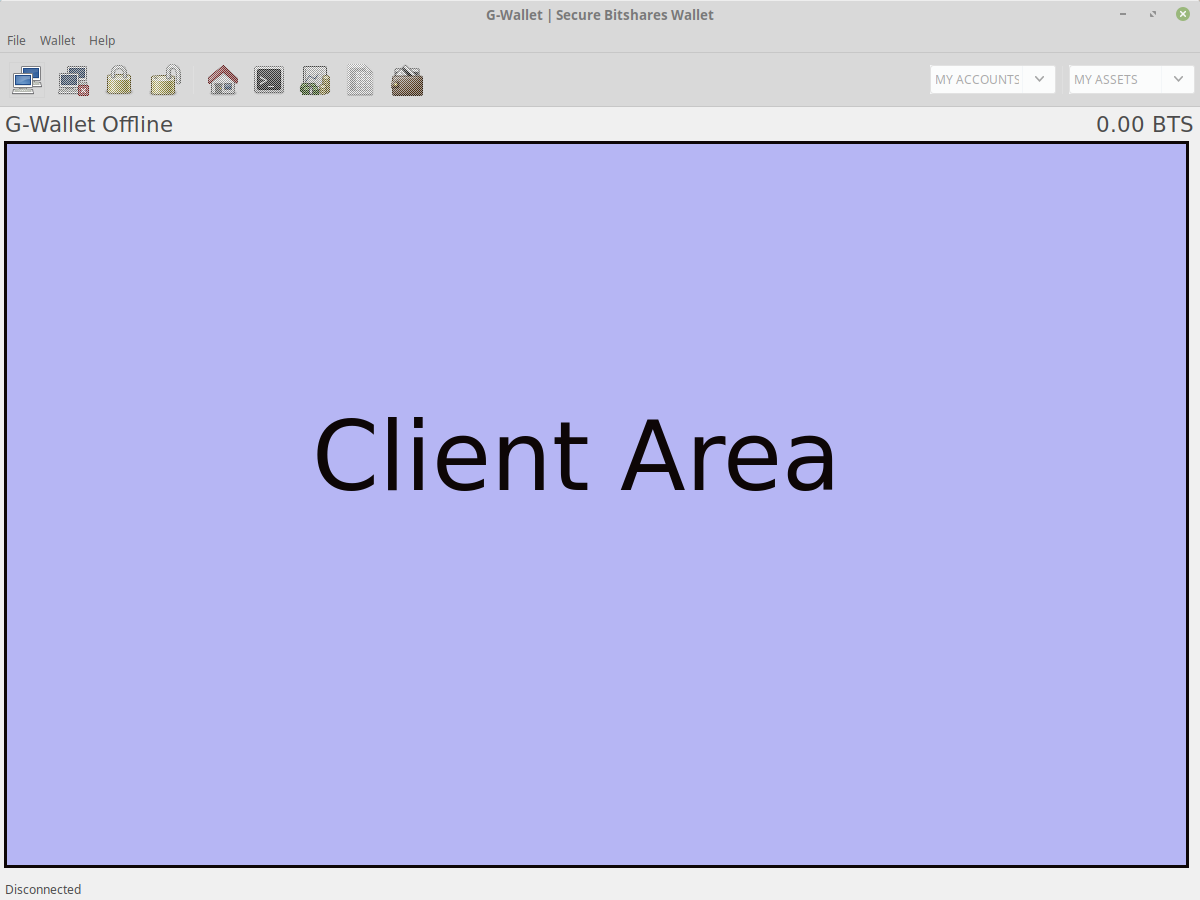 G-Wallet | Secure Bitshares Wallet
File Wallet Help
MY ACCOUNTS MY ASSETS
G-Wallet Offline 0.00 BTS
Client Area
Disconnected